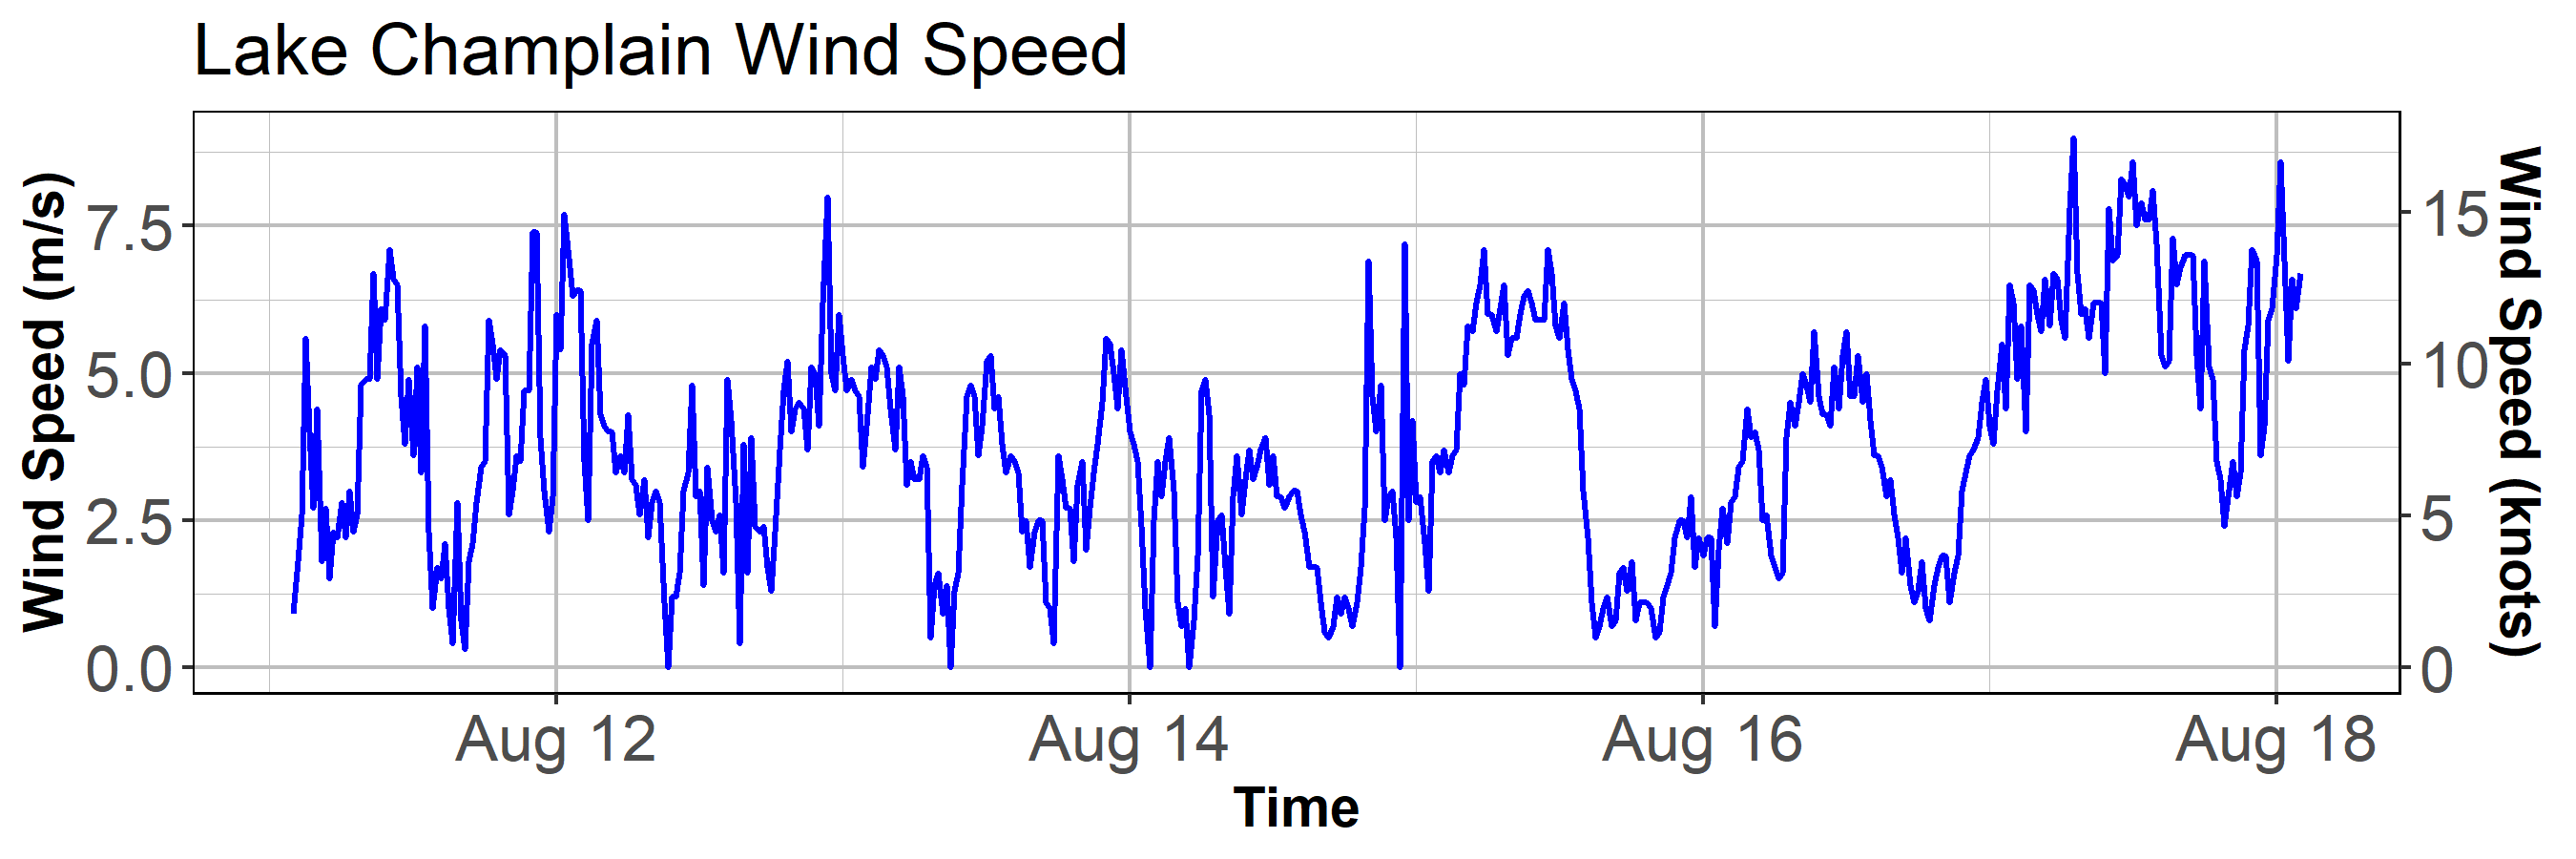 Lake Champlain Wind Speed
Wind Speed (m/s)
7.5
5.0
2.5
0.0
15
10
5
0
Wind Speed (knots)
Aug 12
Aug 14
Aug 16
Aug 18
Time